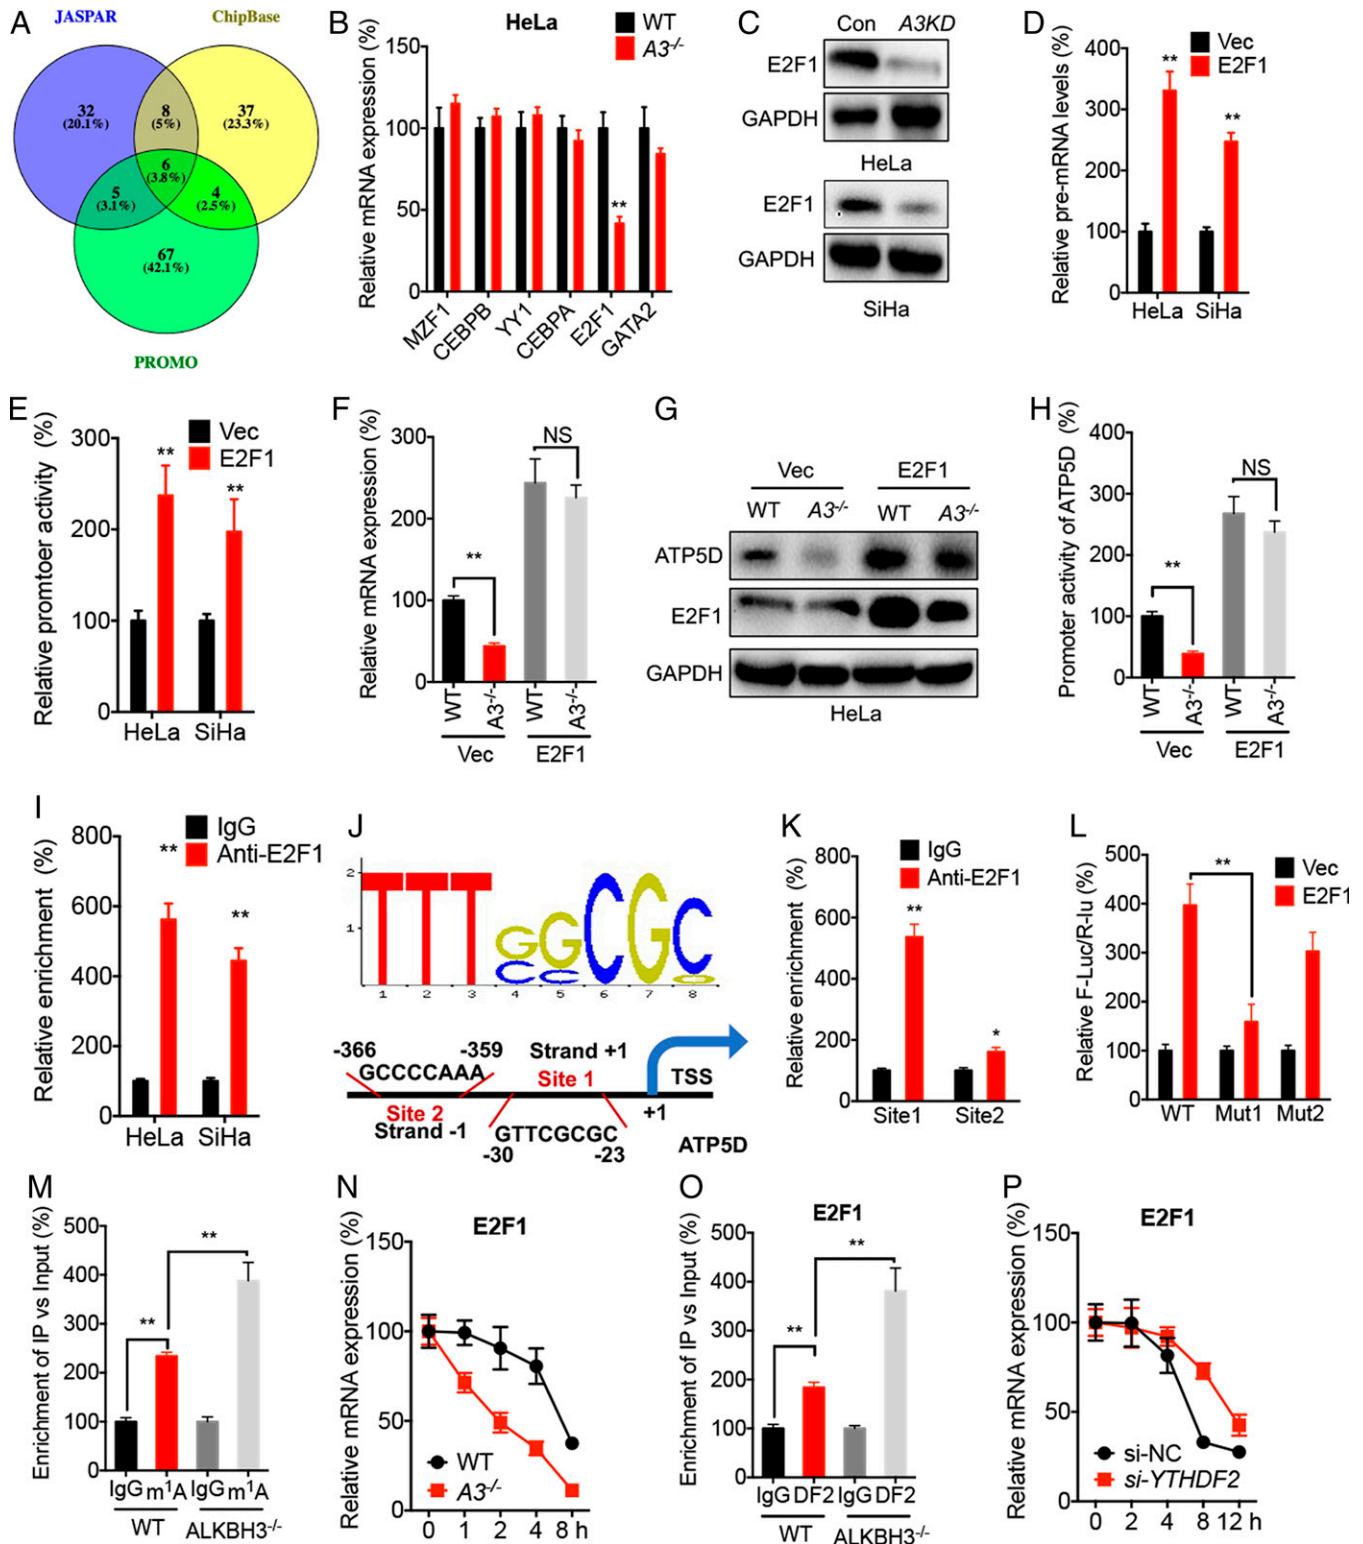 A
JASPAR
ChipBase
32
(20.1%)
8
(5%)
37
(23.3%)
6
(3.8%)
5
(3.1%)
4
(2.5%)
67
(42.1%)
PROMO
B
HeLa
WT
A3-/-
Relative mRNA expression (%)
150
100
50
0
**
MZF1
CEBPB
YY1
CEBPA
E2F1
GATA2
C
Con A3KD
E2F1
GAPDH
HeLa
E2F1
GAPDH
SiHa
D
Vec
E2F1
Relative pre-mRNA levels (%)
400
300
200
100
0
**
**
HeLa SiHa
E
Vec
E2F1
Relative promtoer activity (%)
300
200
100
0
**
**
HeLa SiHa
F
Relative mRNA expression (%)
300
200
100
0
**
NS
WT
A3-/-
WT
A3-/-
Vec E2F1
G
Vec E2F1
WT A3-/- WT A3-/-
ATP5D
E2F1
GAPDH
HeLa
H
Promoter activity of ATP5D (%)
400
300
200
100
0
**
NS
WT
A3-/-
WT
A3-/-
Vec E2F1
I
IgG
Anti-E2F1
Relative enrichment (%)
800
600
400
200
0
**
**
HeLa SiHa
J
2
1
TTTGGCGC
CC G
1 2 3 4 5 6 7 8
-366 -359
GCCCCAAA
Strand +1
Site 1
TSS
Site 2
Strand -1
+1
GTTCGCGC
-30 -23
ATP5D
K
IgG
Anti-E2F1
Relative enrichment (%)
800
600
400
200
0
**
*
Site1 Site2
L
Vec
E2F1
Relative F-Luc/R-lu (%)
500
400
300
200
100
0
**
WT Mut1 Mut2
M
Enrichment of IP vs Input (%)
500
400
300
200
100
0
**
**
IgG m1A IgG m1A
WT ALKBH3-/-
N
E2F1
Relative mRNA expression (%)
150
100
50
0
WT
A3-/-
0 1 2 4 8 h
O
E2F1
Enrichment of IP vs Input (%)
500
400
300
200
100
0
**
**
IgG DF2 IgG DF2
WT ALKBH3-/-
P
E2F1
Relative mRNA expression (%)
150
100
50
0
si-NC
si-YTHDF2
0 2 4 8 12 h